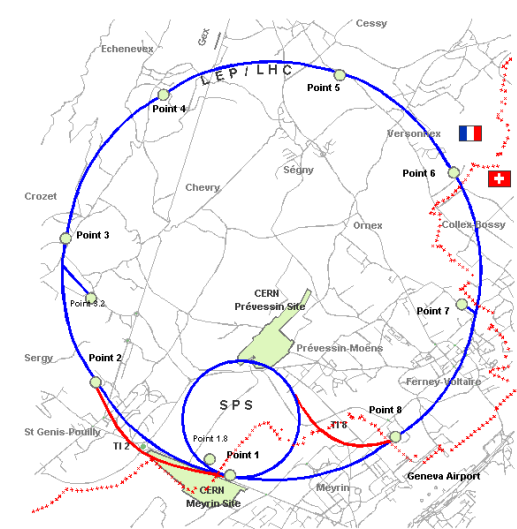 Cessy
Gex
Echenevex
LEP/LHC
Point 5
Point 4
Versonnex
Ségny
Point 6
Chevry
Crozet
Ornex
Collex-Bossy
Point 3
CERN
Prévessin Site
Point 3.2
Point 7
Prévessin-Moëns
Sergy
Point 2
Ferney-Voltaire
SPS
Point 8
TI 8
St Genis-Pouilly
Point 1.8
TI 2
Point 1
Geneva Airport
CERN
Meyrin Site
Meyrin